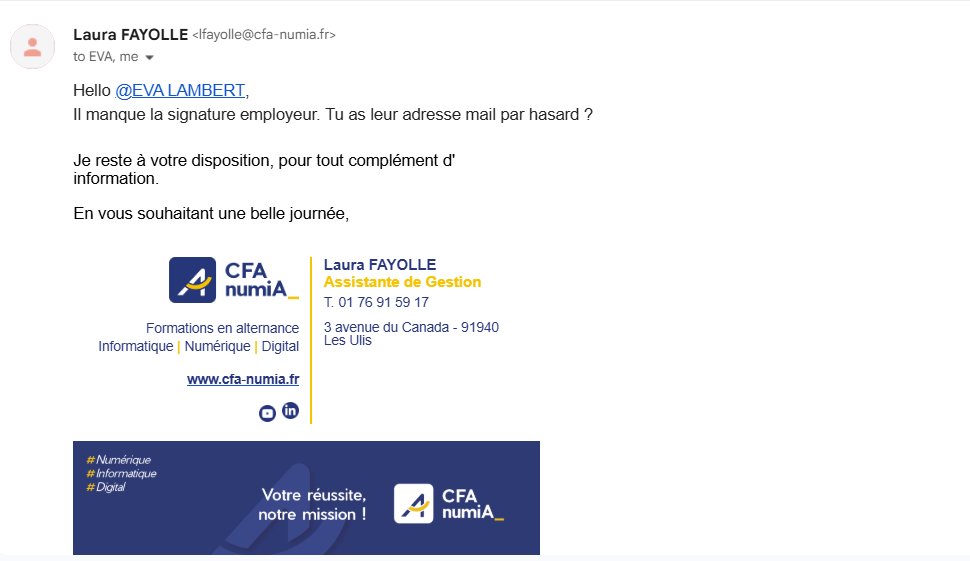 Laura FAYOLLE <lfayolle@cfa-numia.fr>
to EVA, me
Hello @EVA LAMBERT,
Il manque la signature employeur. Tu as leur adresse mail par hasard ?
Je reste à votre disposition, pour tout complément d'
information.
En vous souhaitant une belle journée,
CFA
numiA_
Formations en alternance
Informatique | Numérique | Digital
www.cfa-numia.fr
in
Laura FAYOLLE
Assistante de Gestion
T. 01 76 91 59 17
3 avenue du Canada - 91940
Les Ulis
#Numérique
#Informatique
#Digital
Votre réussite,
notre mission !
CFA
numiA_